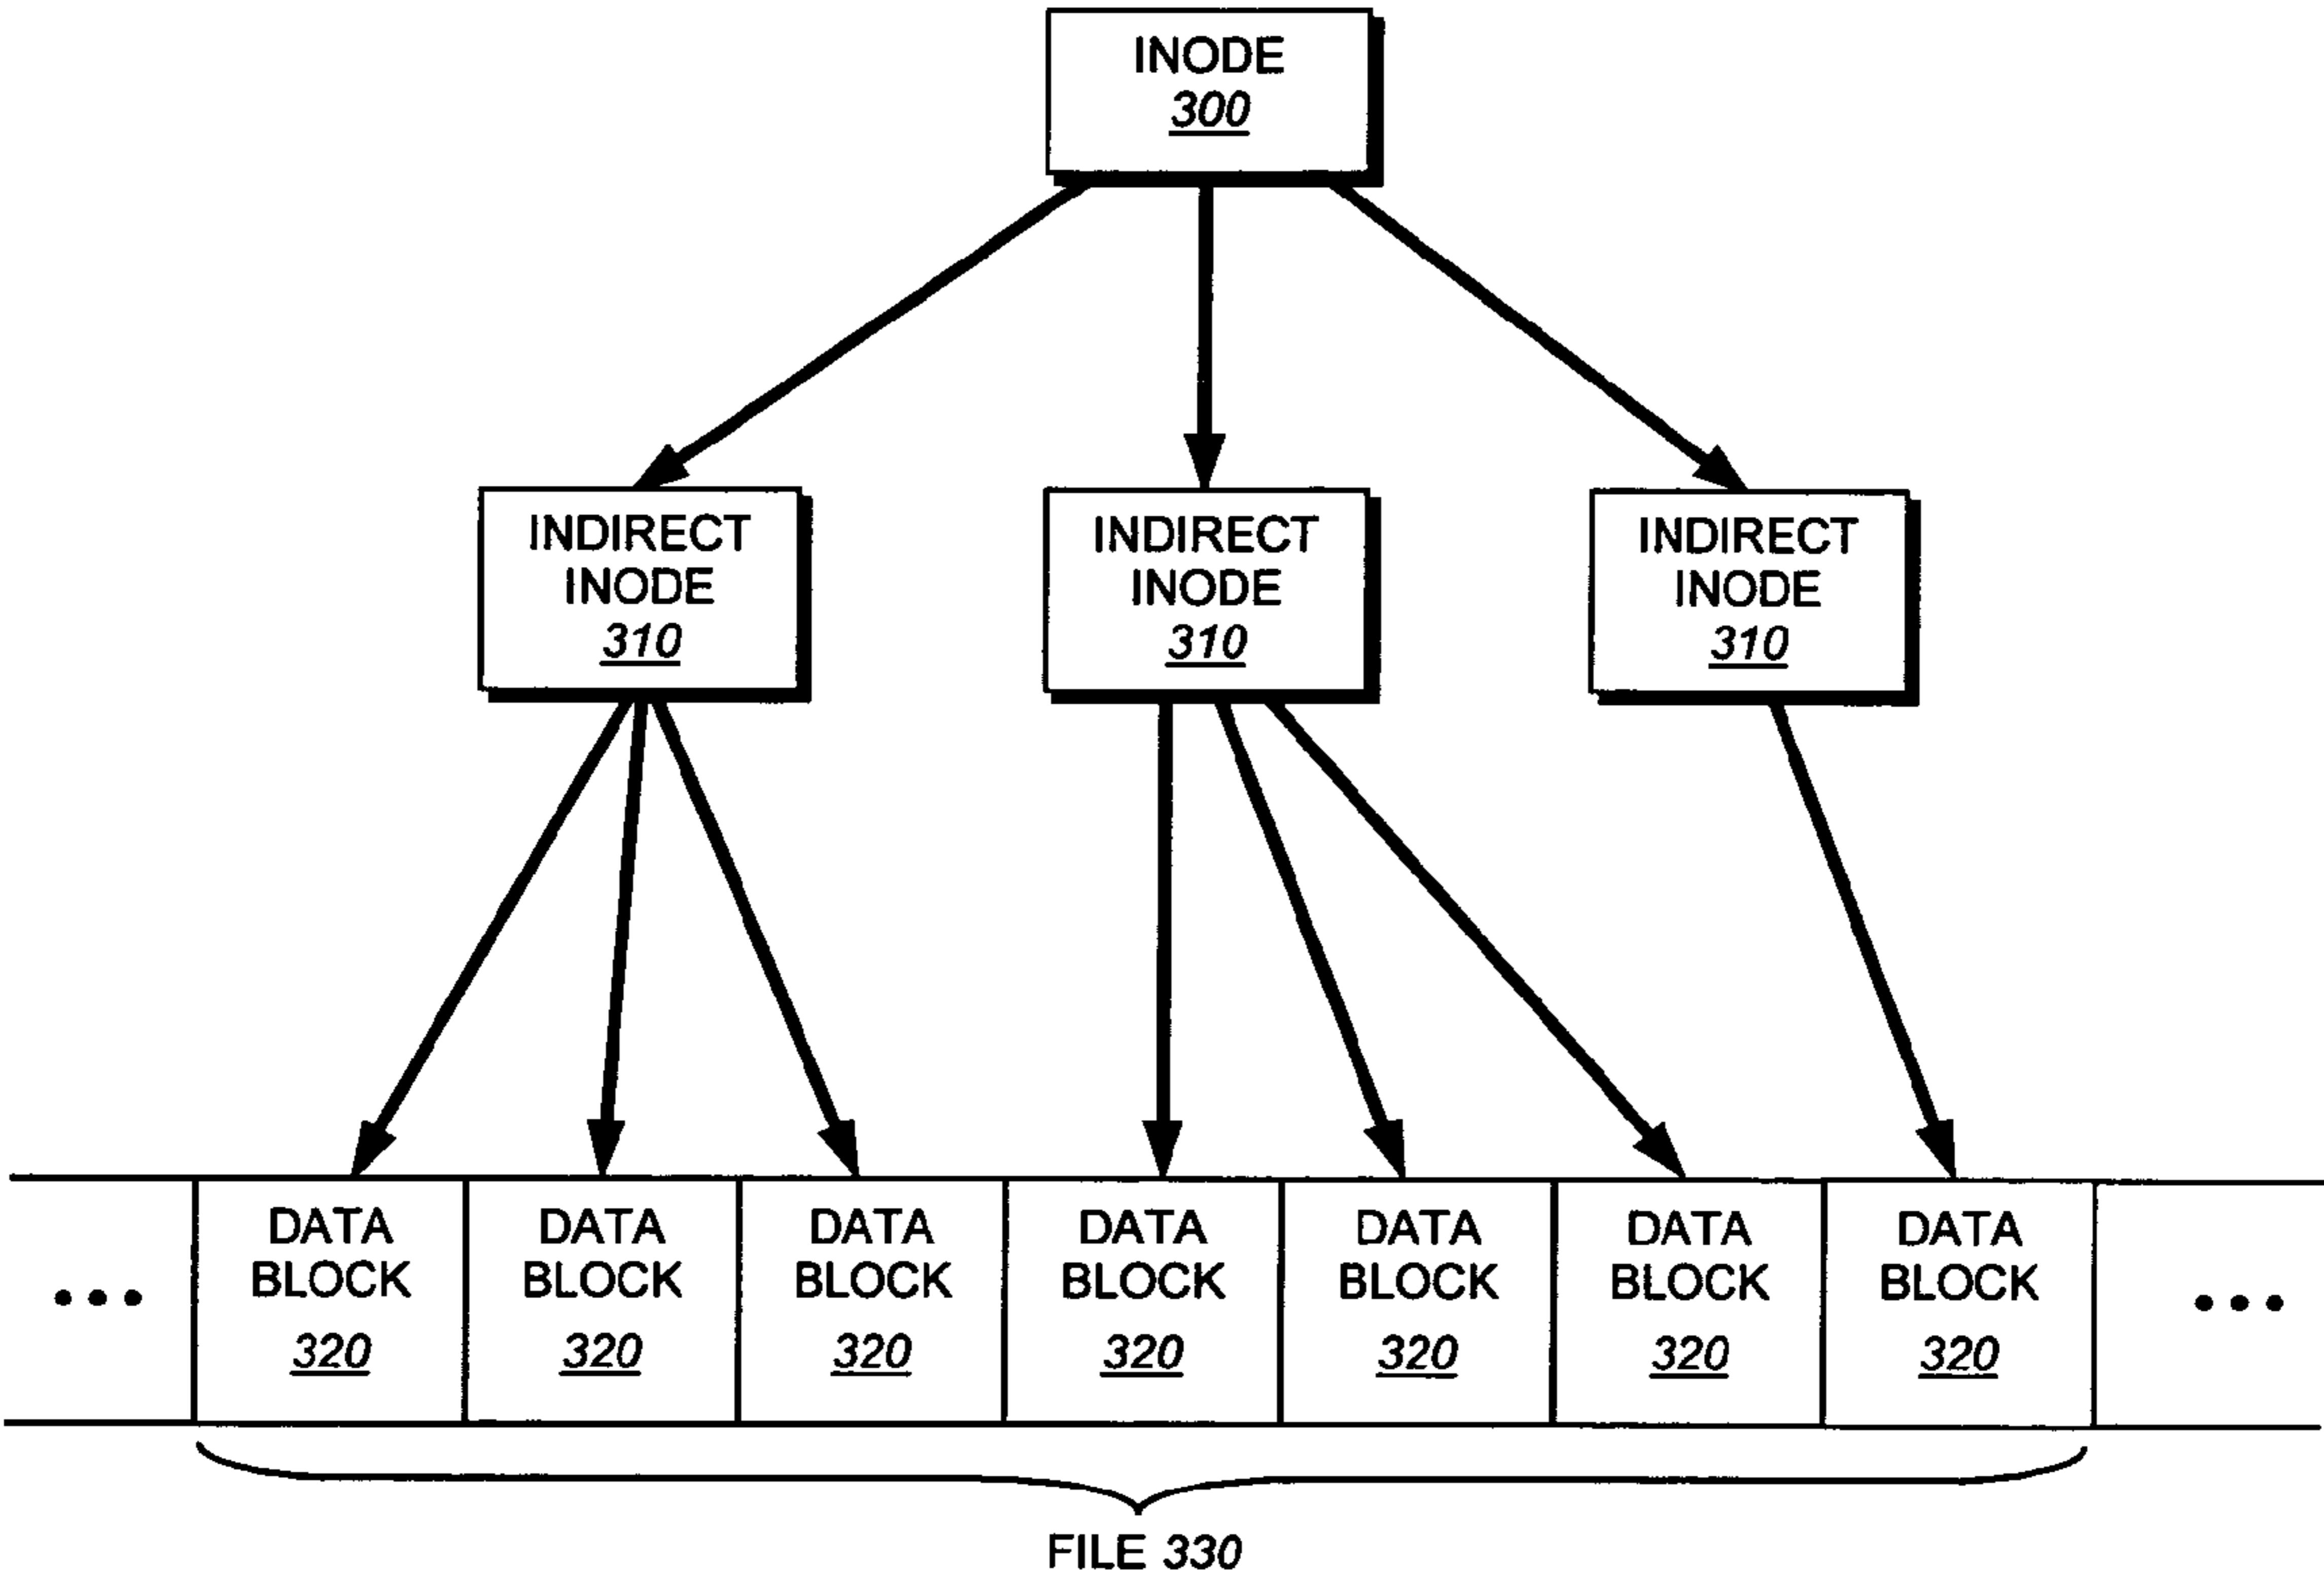 INODE
300
INDIRECT
INODE
310
INDIRECT
INODE
310
INDIRECT
INODE
310
DATA
BLOCK
320
DATA
BLOCK
320
DATA
BLOCK
320
DATA
BLOCK
320
DATA
BLOCK
320
DATA
BLOCK
320
DATA
BLOCK
320
FILE 330